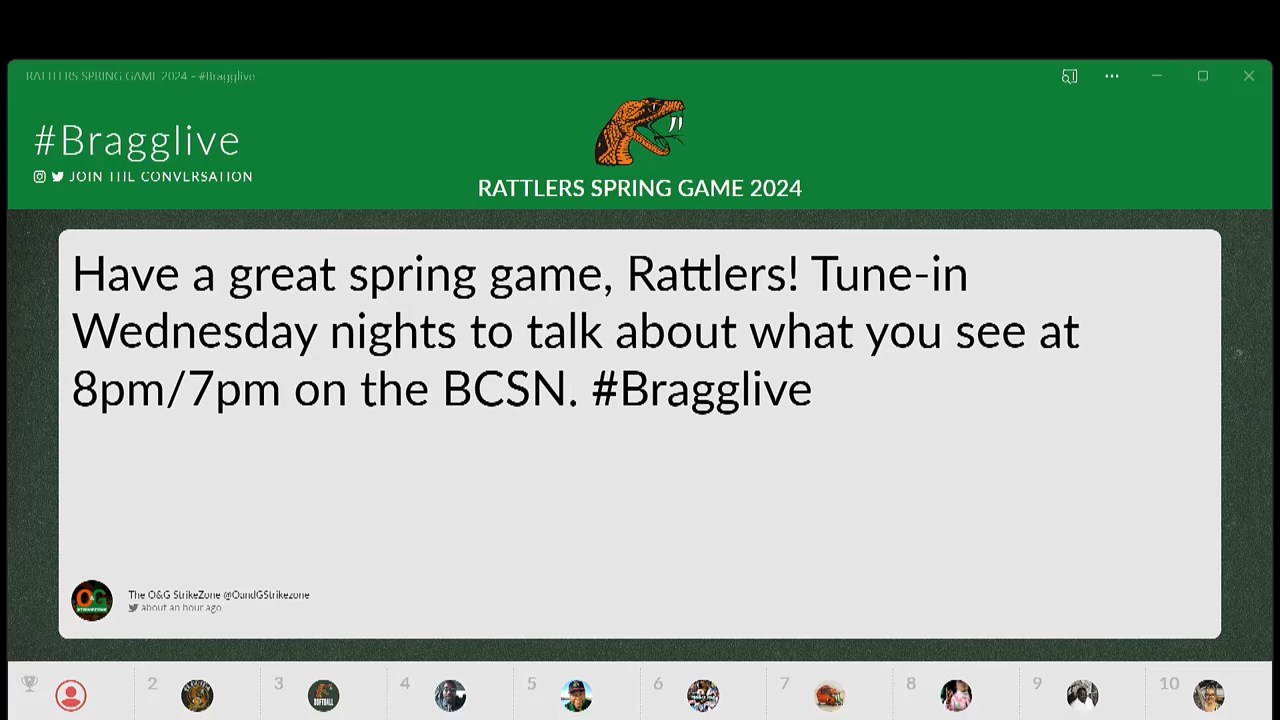 RATTLERS SPRING GAME 2024 - #Bragglive
#Bragglive
JOIN THE CONVERSATION
RATTLERS SPRING GAME 2024
Have a great spring game, Rattlers! Tune-in
Wednesday nights to talk about what you see at
8pm/7pm on the BCSN. #Bragglive
O&G
STRIKEZONE
The O&G StrikeZone @OandGStrikezone
about an hour ago
2 3 4 5 6 7 8 9 10
SOFTBALL